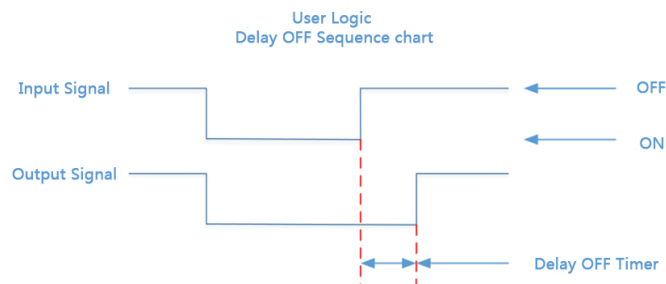 User Logic
Delay OFF Sequence chart
Input Signal
OFF
ON
Output Signal
Delay OFF Timer